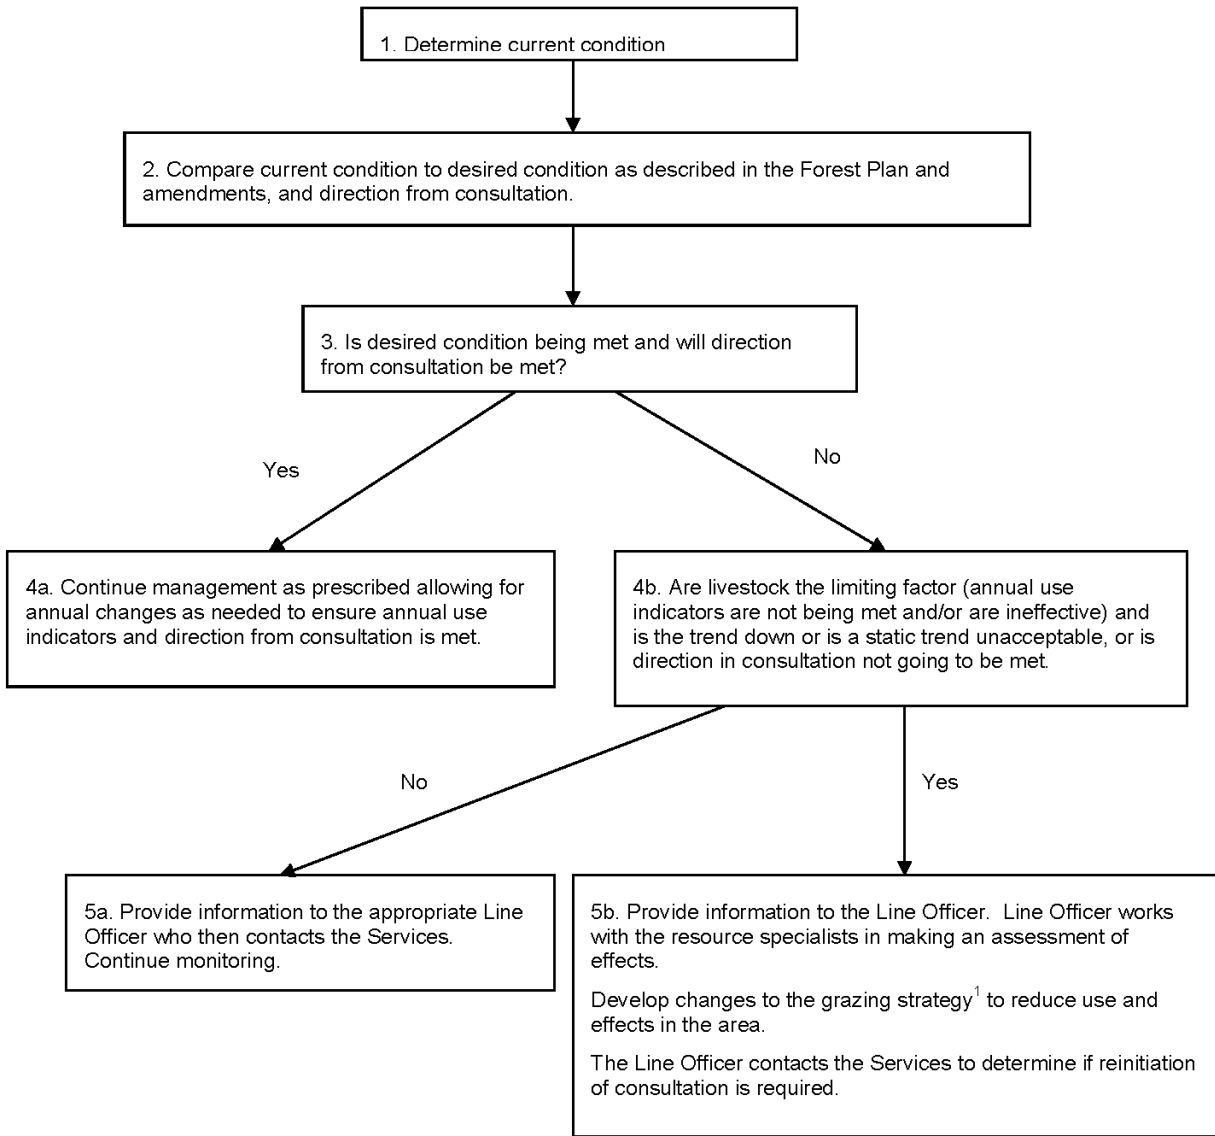 1. Determine current condition
2. Compare current condition to desired condition as described in the Forest Plan and
amendments, and direction from consultation.
3. Is desired condition being met and will direction
from consultation be met?
Yes
No
4a. Continue management as prescribed allowing for
annual changes as needed to ensure annual use
indicators and direction from consultation is met.
4b. Are livestock the limiting factor (annual use
indicators are not being met and/or are ineffective) and
is the trend down or is a static trend unacceptable, or is
direction in consultation not going to be met.
No
Yes
5a. Provide information to the appropriate Line
Officer who then contacts the Services.
Continue monitoring.
5b. Provide information to the Line Officer.  Line Officer works
with the resource specialists in making an assessment of
effects.
Develop changes to the grazing strategy¹ to reduce use and
effects in the area.
The Line Officer contacts the Services to determine if reinitiation
of consultation is required.